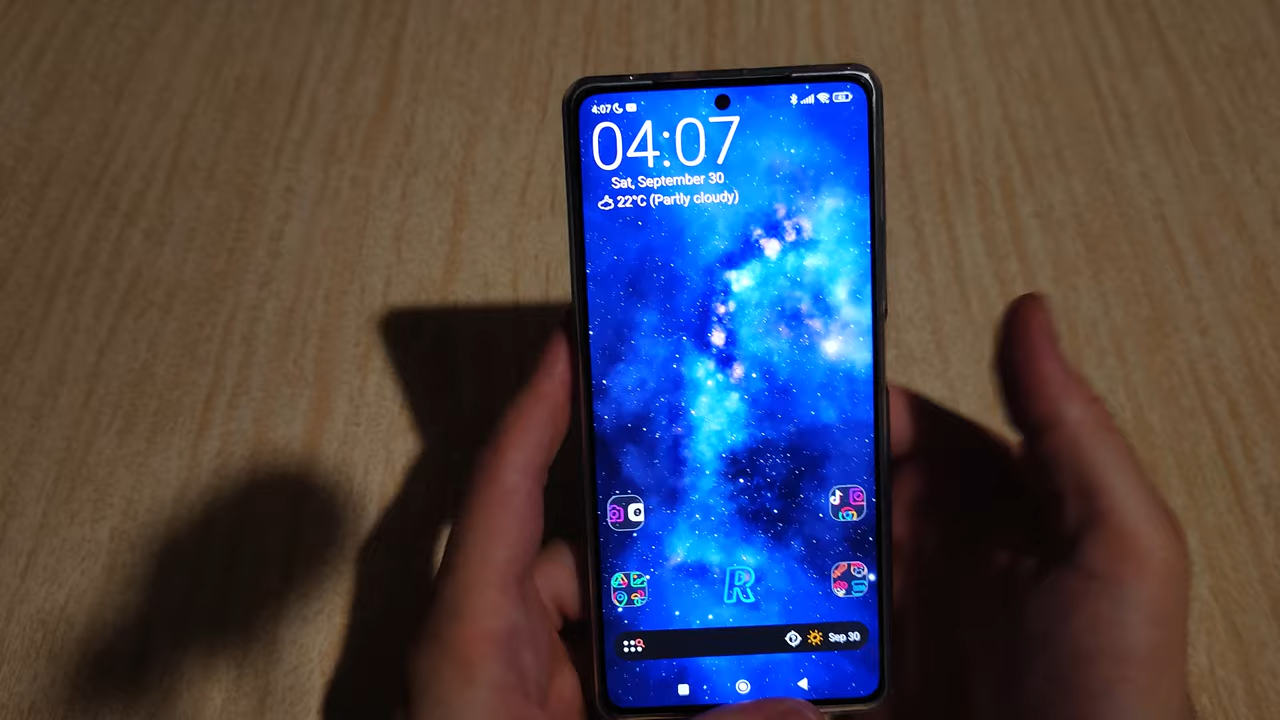 4:07
04:07
Sat, September 30
22°C (Partly cloudy)
R
Sep 30